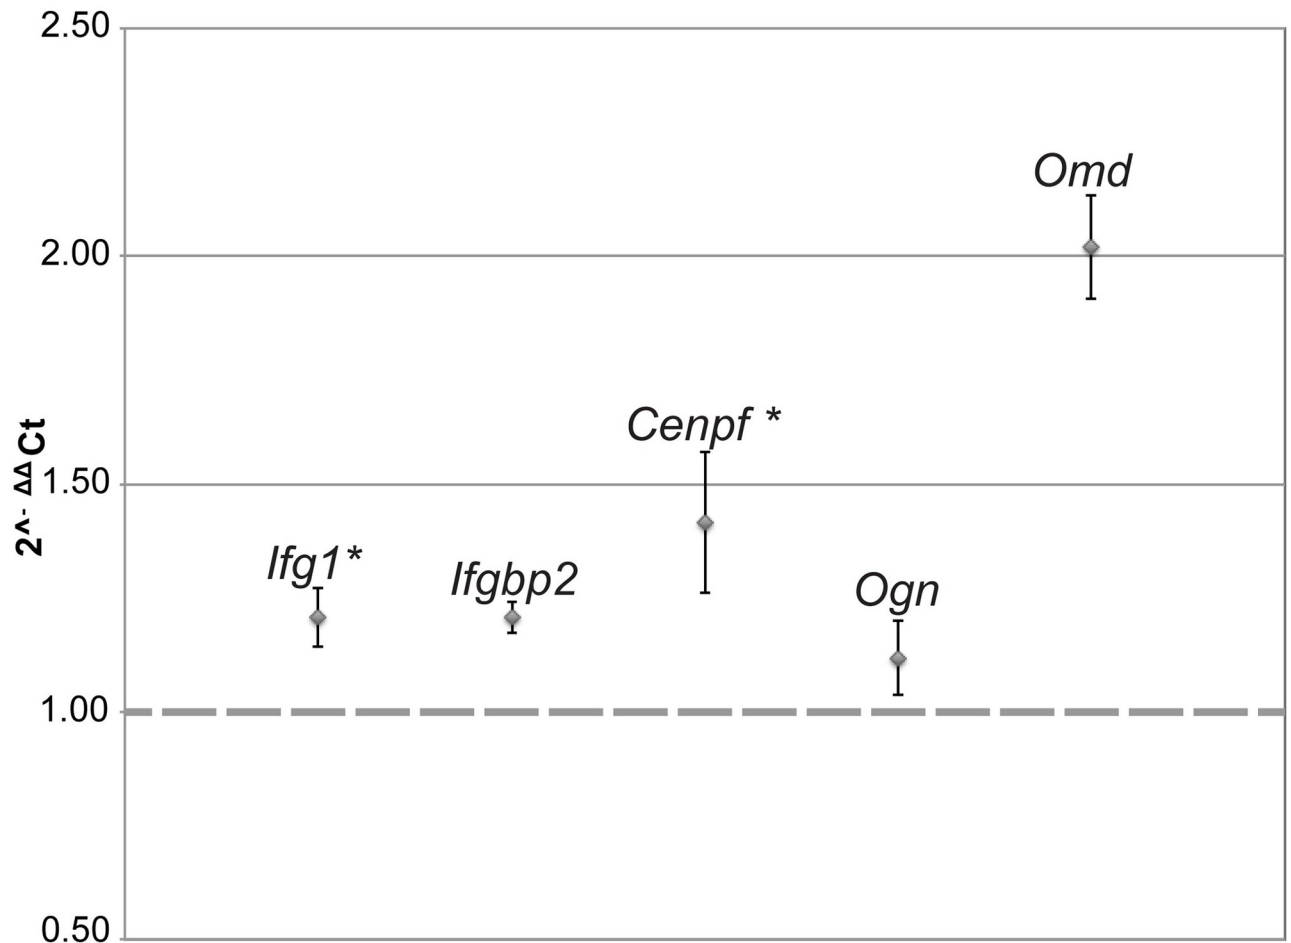 2.50
Omd
2.00
Cenpf *
1.50
2^- ΔΔCt
Ifg1*
Ifgbp2
Ogn
1.00
0.50